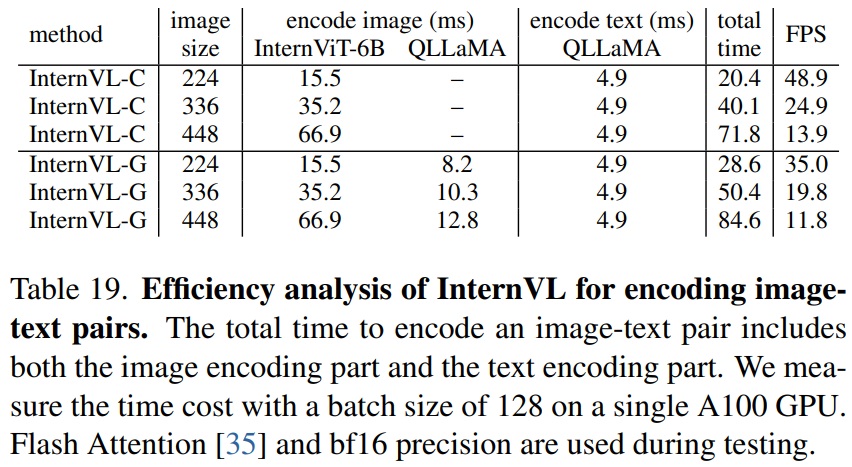 method image size encode image (ms) encode text (ms) total time FPS
InternViT-6B QLLaMA QLLaMA
InternVL-C 224 15.5 – 4.9 20.4 48.9
InternVL-C 336 35.2 – 4.9 40.1 24.9
InternVL-C 448 66.9 – 4.9 71.8 13.9
InternVL-G 224 15.5 8.2 4.9 28.6 35.0
InternVL-G 336 35.2 10.3 4.9 50.4 19.8
InternVL-G 448 66.9 12.8 4.9 84.6 11.8
Table 19. Efficiency analysis of InternVL for encoding image-
text pairs. The total time to encode an image-text pair includes
both the image encoding part and the text encoding part. We mea-
sure the time cost with a batch size of 128 on a single A100 GPU.
Flash Attention [35] and bf16 precision are used during testing.